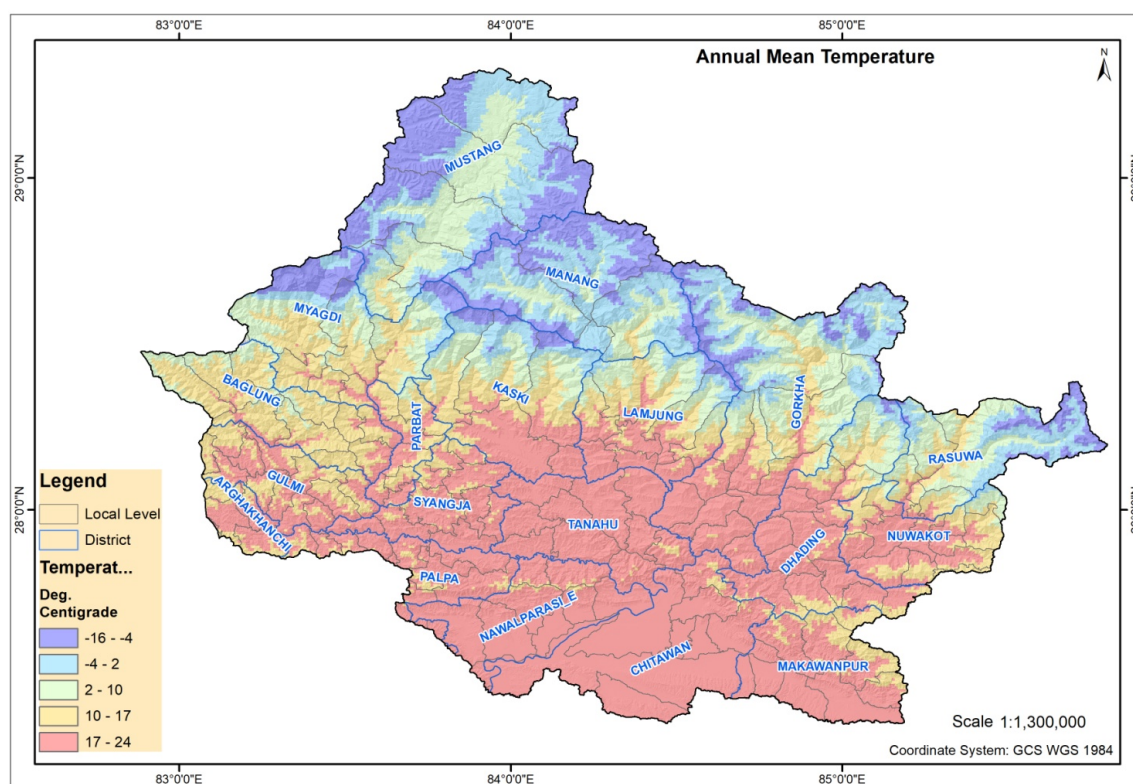 83°0'0"E 84°0'0"E 85°0'0"E
Annual Mean Temperature
N
29°0'0"N
28°0'0"N
MUSTANG
MANANG
MYAGDI
GORKHA
BAGLUNG
KASKI
LAMJUNG
PARBAT
RASUWA
GULMI
SYANGJA
ARGHAKHANCHI
TANAHU
NUWAKOT
DHADING
PALPA
NAWALPARASI_E
CHITAWAN
MAKAWANPUR
Legend
Local Level
District
Temperat...
Deg.
Centigrade
-16 - -4
-4 - 2
2 - 10
10 - 17
17 - 24
Scale 1:1,300,000
Coordinate System: GCS WGS 1984
83°0'0"E 84°0'0"E 85°0'0"E